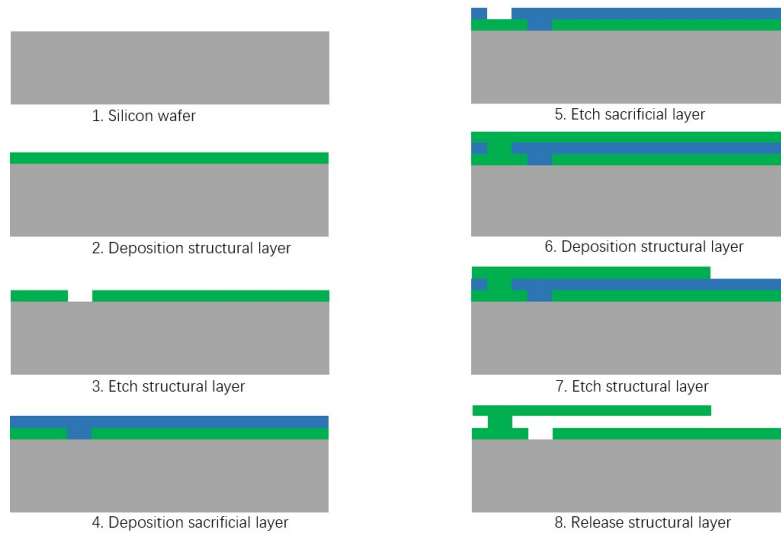 1. Silicon wafer
2. Deposition structural layer
3. Etch structural layer
4. Deposition sacrificial layer
5. Etch sacrificial layer
6. Deposition structural layer
7. Etch structural layer
8. Release structural layer